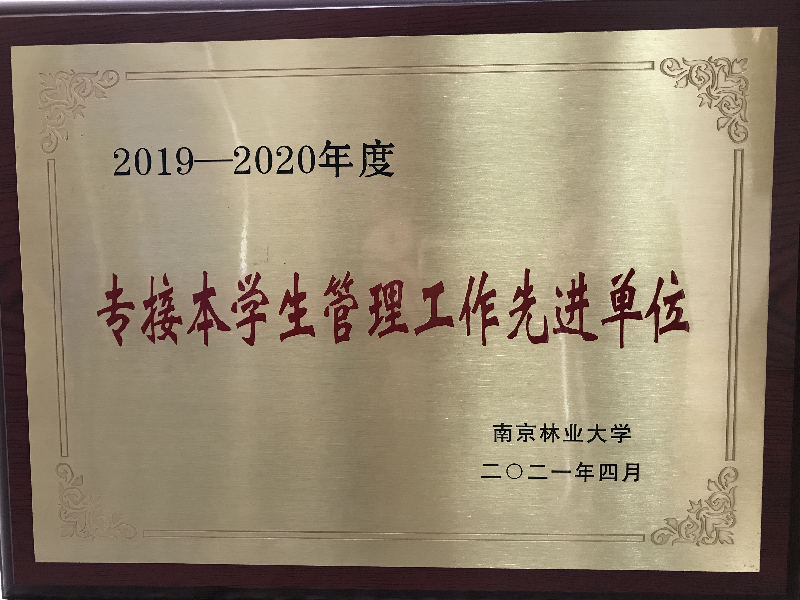 2019—2020年度
专接本学生管理工作先进单位
南京林业大学
二〇二一年四月